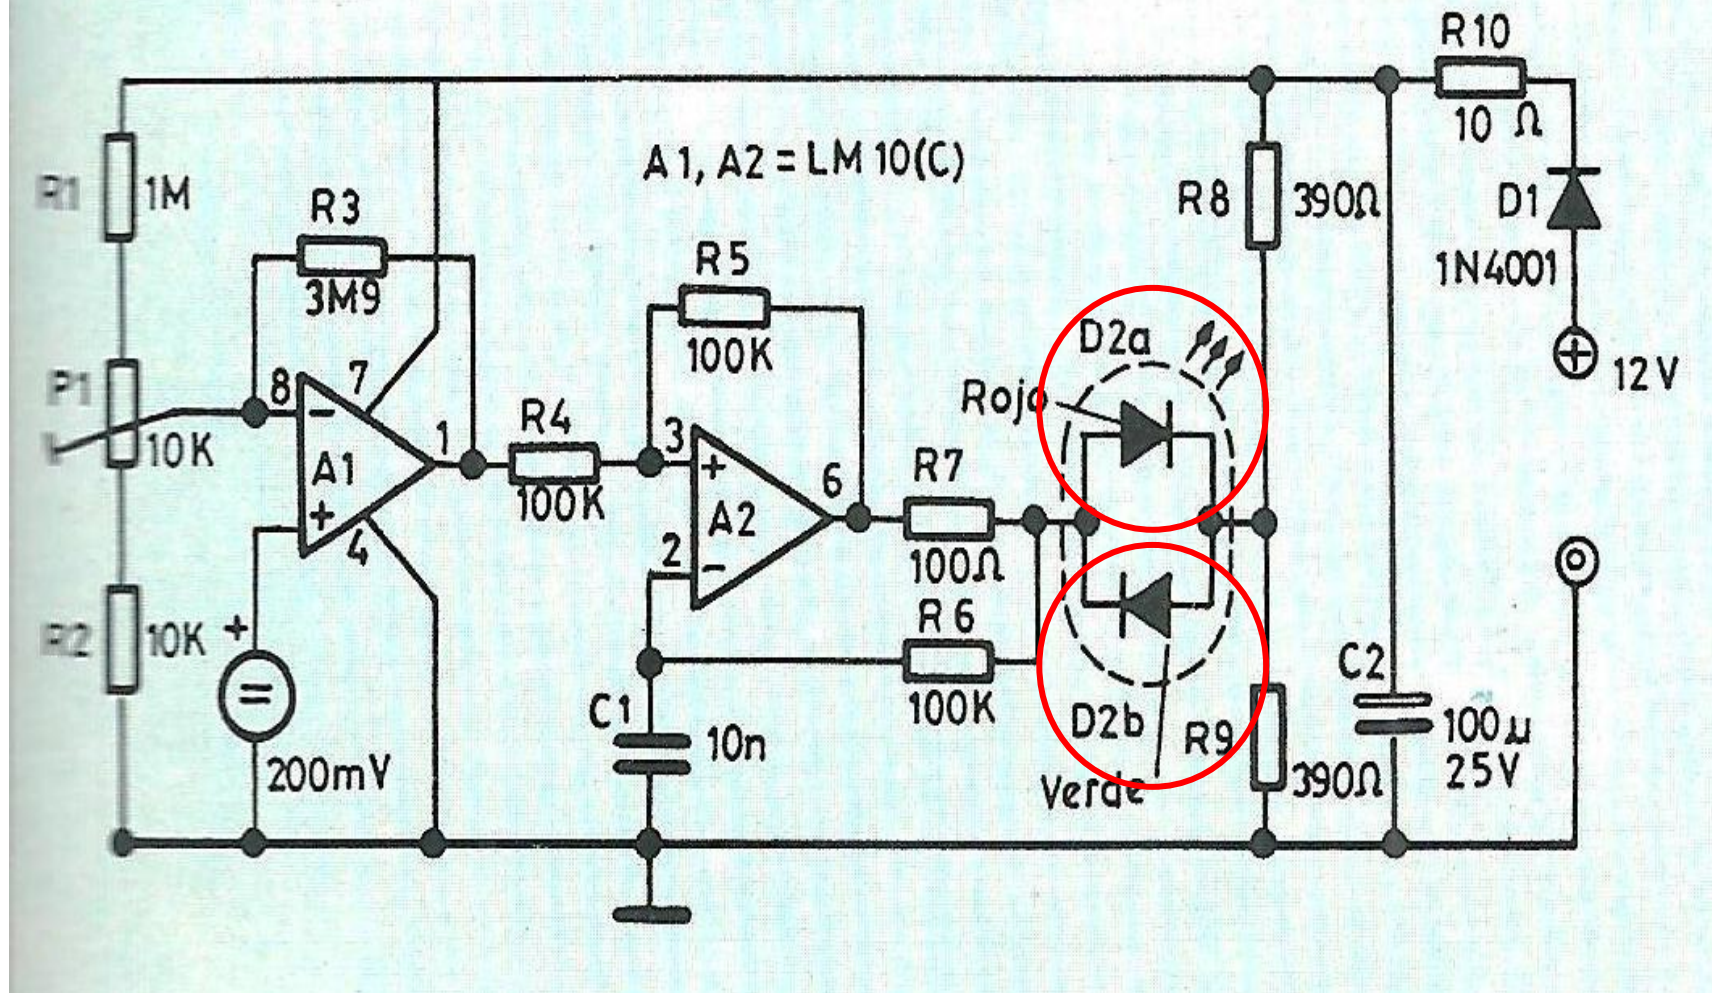 R10
10 Ω
A1, A2 = LM 10(C)
R1
1M
R3
3M9
R8
390Ω
D1
1N4001
R5
100K
D2a
12V
P1
10K
8
7
Rojo
A1
1
R4
100K
3
A2
6
R7
100Ω
4
2
R2
10K
R6
100K
C2
100µ
25V
C1
10n
D2b
R9
390Ω
200mV
Verde